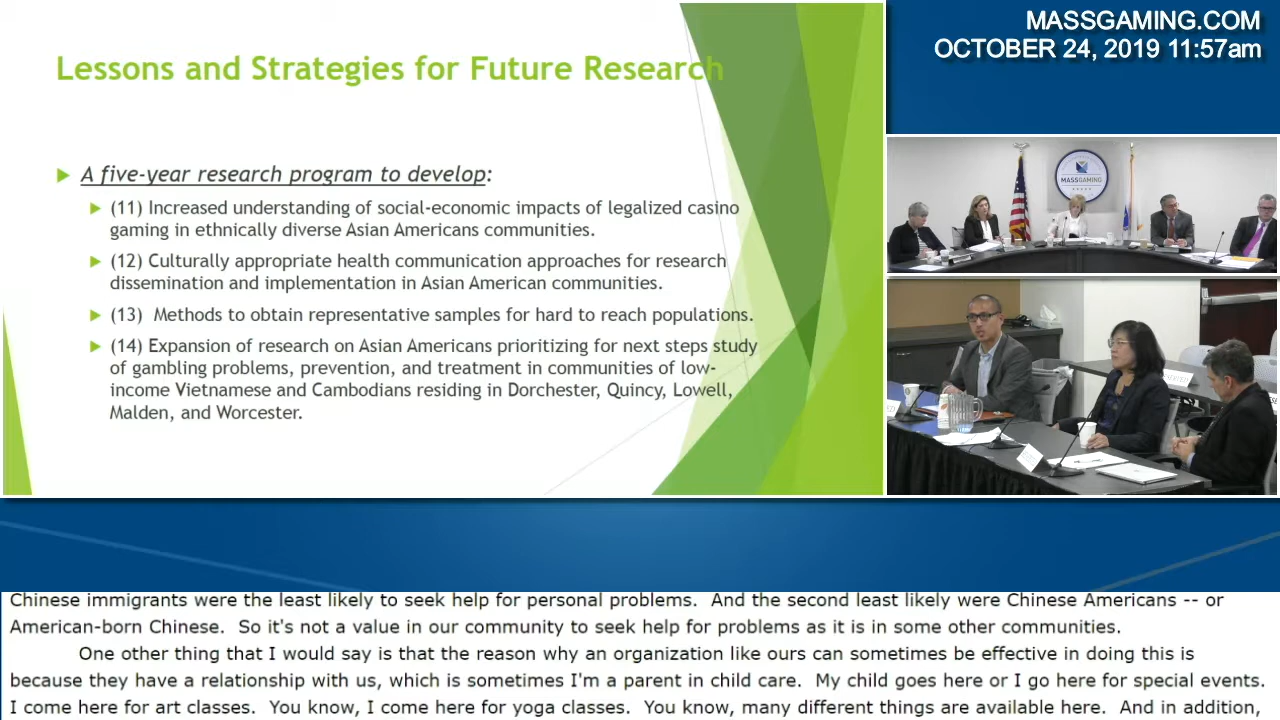 MASSGAMING.COM
OCTOBER 24, 2019 11:57am
Lessons and Strategies for Future Research
A five-year research program to develop:
(11) Increased understanding of social-economic impacts of legalized casino
gaming in ethnically diverse Asian Americans communities.
(12) Culturally appropriate health communication approaches for research
dissemination and implementation in Asian American communities.
(13) Methods to obtain representative samples for hard to reach populations.
(14) Expansion of research on Asian Americans prioritizing for next steps study
of gambling problems, prevention, and treatment in communities of low-
income Vietnamese and Cambodians residing in Dorchester, Quincy, Lowell,
Malden, and Worcester.
MASSGAMING
Chinese immigrants were the least likely to seek help for personal problems. And the second least likely were Chinese Americans -- or
American-born Chinese. So it's not a value in our community to seek help for problems as it is in some other communities.
One other thing that I would say is that the reason why an organization like ours can sometimes be effective in doing this is
because they have a relationship with us, which is sometimes I'm a parent in child care. My child goes here or I go here for special events.
I come here for art classes. You know, I come here for yoga classes. You know, many different things are available here. And in addition,